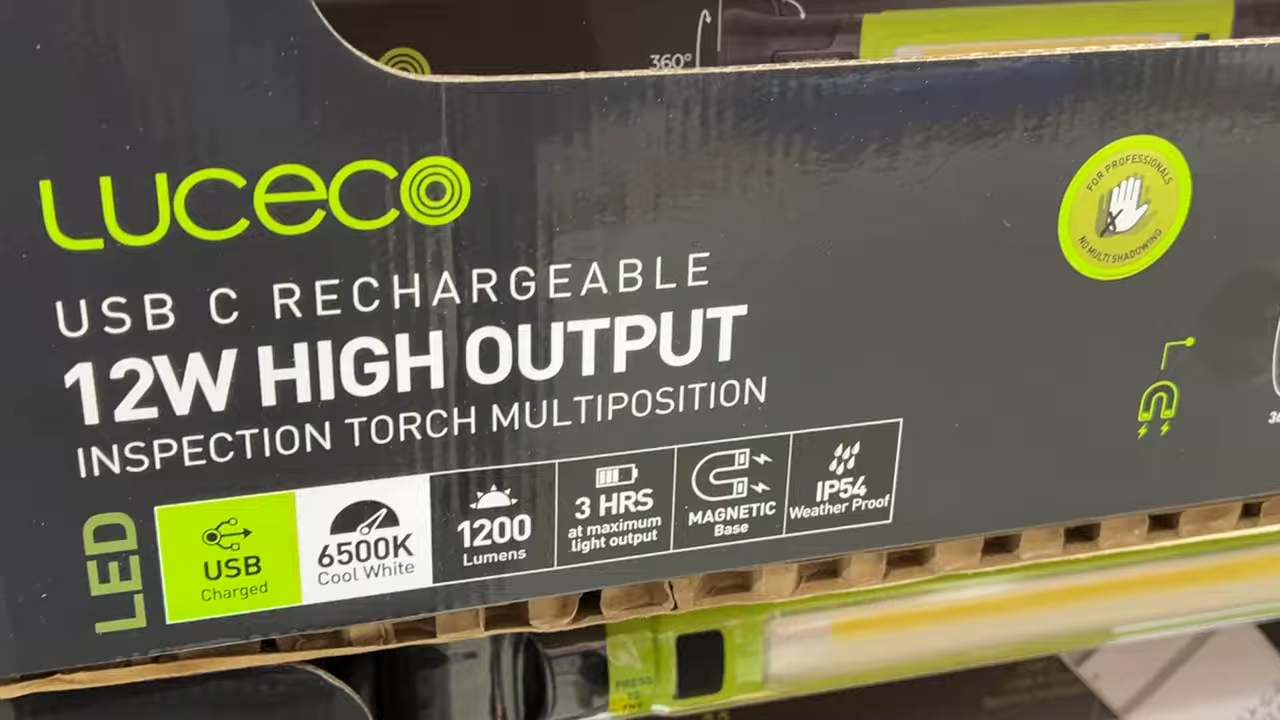 360°
LUCECO
FOR PROFESSIONALS
NO MULTI SHADOWING
USB C RECHARGEABLE
12W HIGH OUTPUT
INSPECTION TORCH MULTIPOSITION
LED
USB
Charged
6500K
Cool White
1200
Lumens
3 HRS
at maximum
light output
MAGNETIC
Base
IP54
Weather Proof